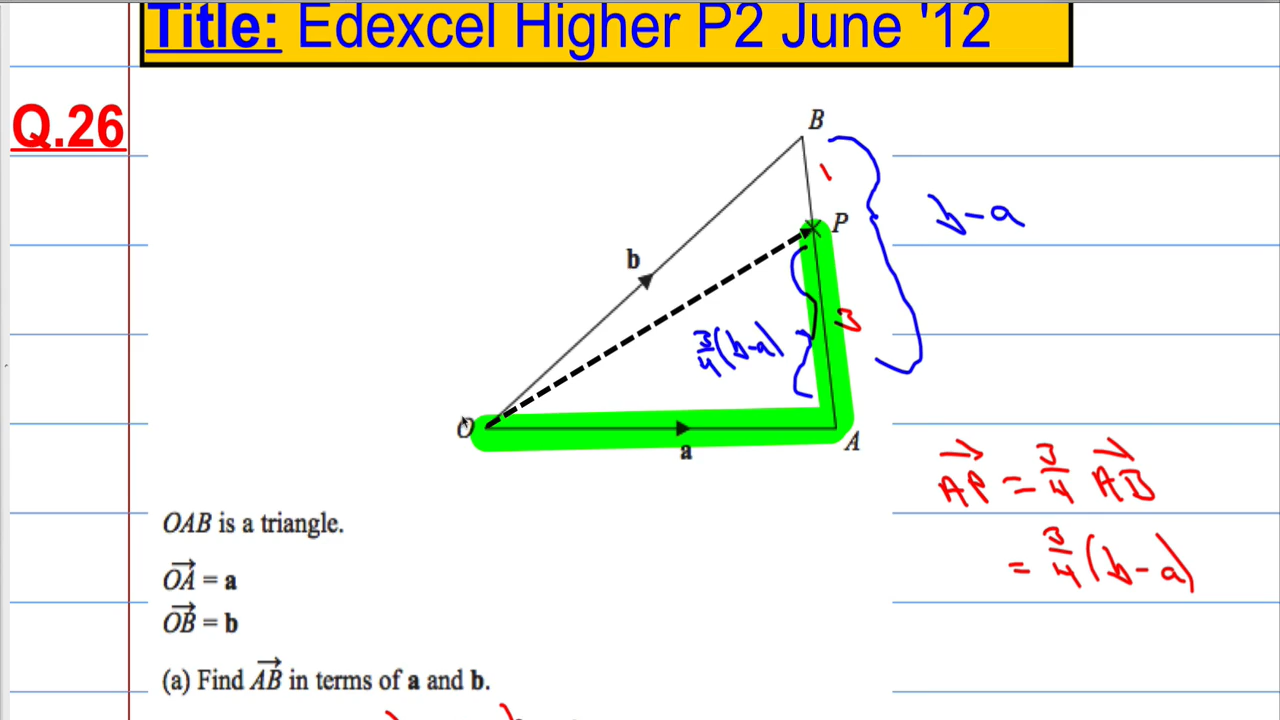 Title: Edexcel Higher P2 June '12
Q.26
B
1
P
b-a
b
3
3/4(b-a)
O
a
A
AP = 3/4 AB
= 3/4(b-a)
OAB is a triangle.
OA = a
OB = b
(a) Find AB in terms of a and b.